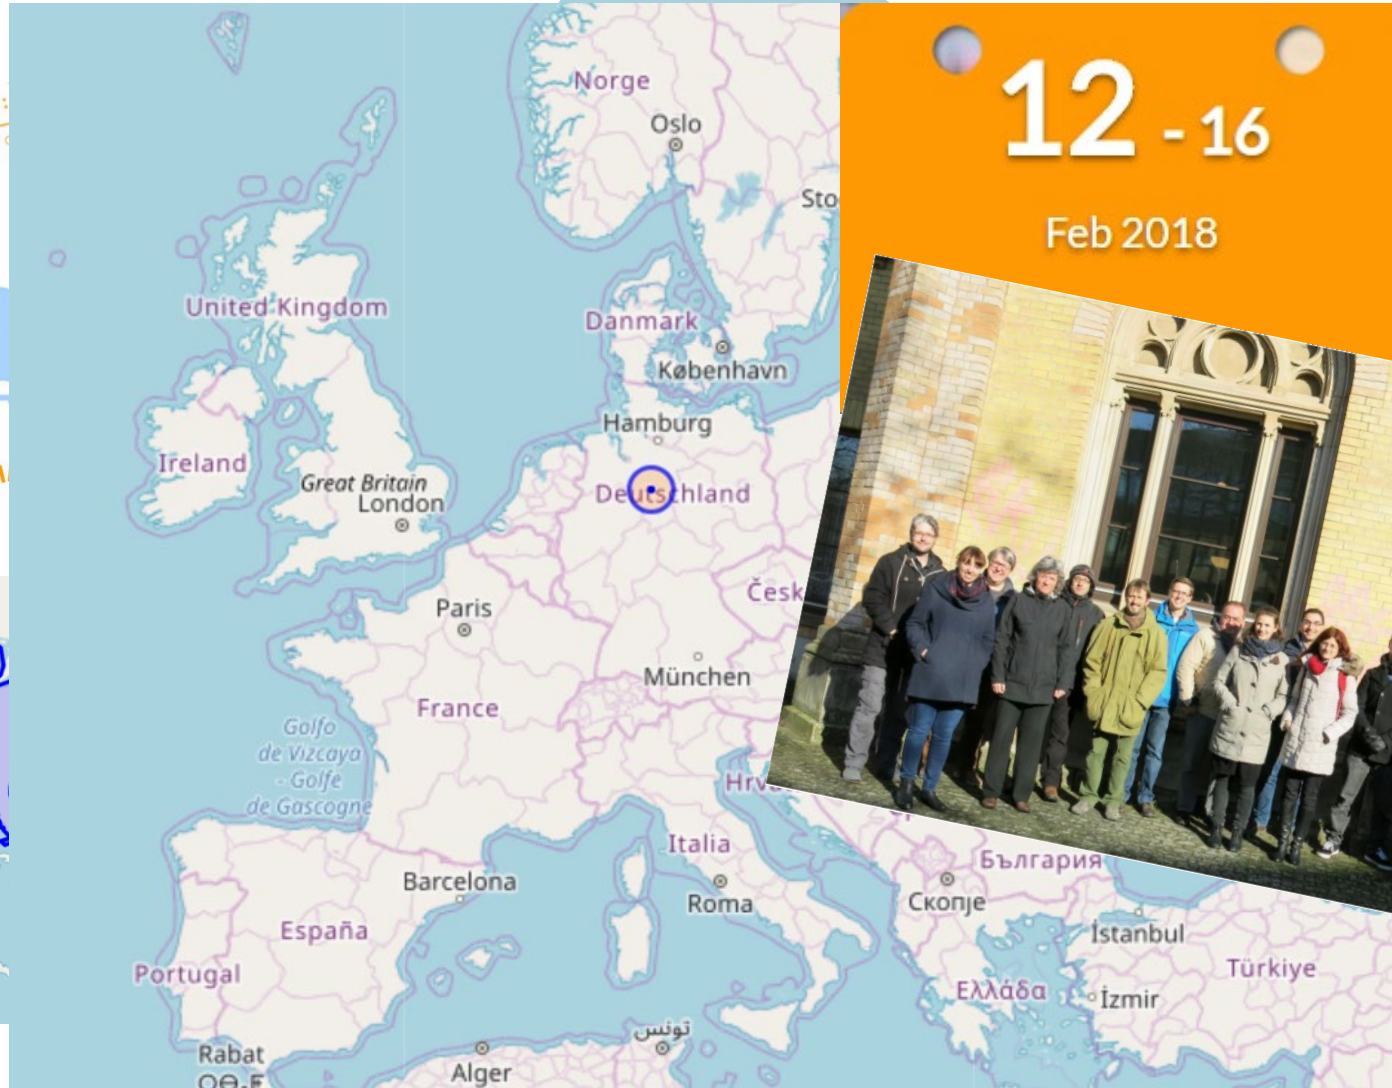 12 - 16
Feb 2018
Norge
Oslo
Sto
United Kingdom
Danmark
København
Hamburg
Ireland
Great Britain
London
Deutschland
Paris
Česk
München
France
Golfo
de Vizcaya
- Golfe
de Gascogne
Hrv
Italia
България
Barcelona
Roma
Скопје
España
İstanbul
Portugal
Türkiye
Ελλάδα
İzmir
تونس
Rabat
Alger